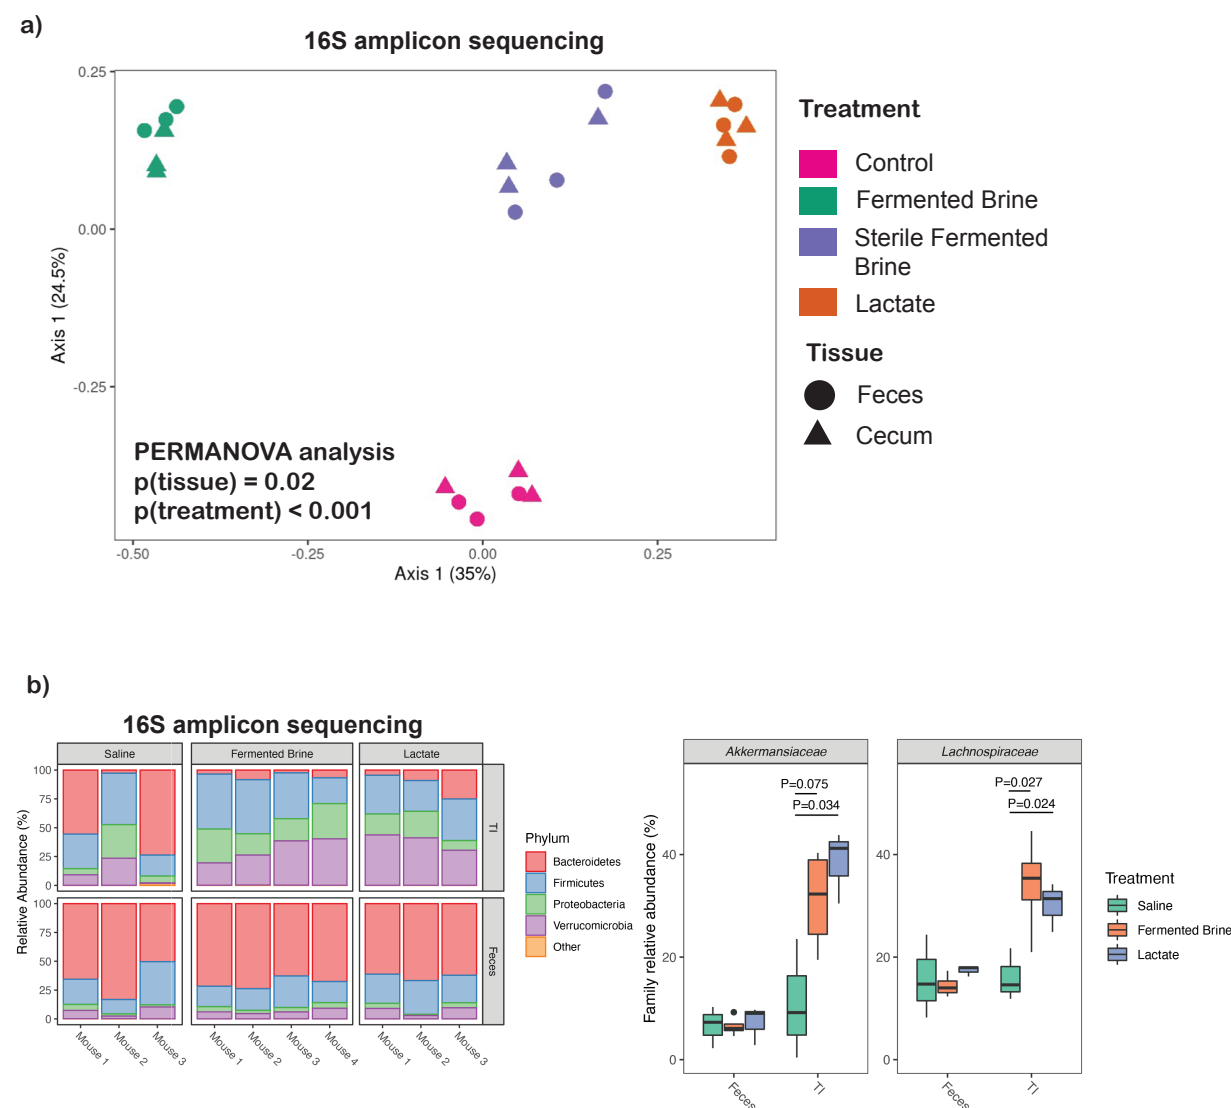 a)
16S amplicon sequencing
0.25
0.00
-0.25
Axis 1 (24.5%)
PERMANOVA analysis
p(tissue) = 0.02
p(treatment) < 0.001
-0.50
-0.25
0.00
0.25
Axis 1 (35%)
Treatment
Control
Fermented Brine
Sterile Fermented
Brine
Lactate
Tissue
Feces
Cecum
b)
16S amplicon sequencing
Saline
Fermented Brine
Lactate
Relative Abundance (%)
100
75
50
25
0
TI
100
75
50
25
0
Feces
Mouse 1
Mouse 2
Mouse 3
Mouse 1
Mouse 2
Mouse 3
Mouse 4
Mouse 1
Mouse 2
Mouse 3
Phylum
Bacteroidetes
Firmicutes
Proteobacteria
Verrucomicrobia
Other
Family relative abundance (%)
Akkermansiaceae
P=0.075
P=0.034
40
20
0
Feces
TI
Lachnospiraceae
P=0.027
P=0.024
40
20
0
Feces
TI
Treatment
Saline
Fermented Brine
Lactate